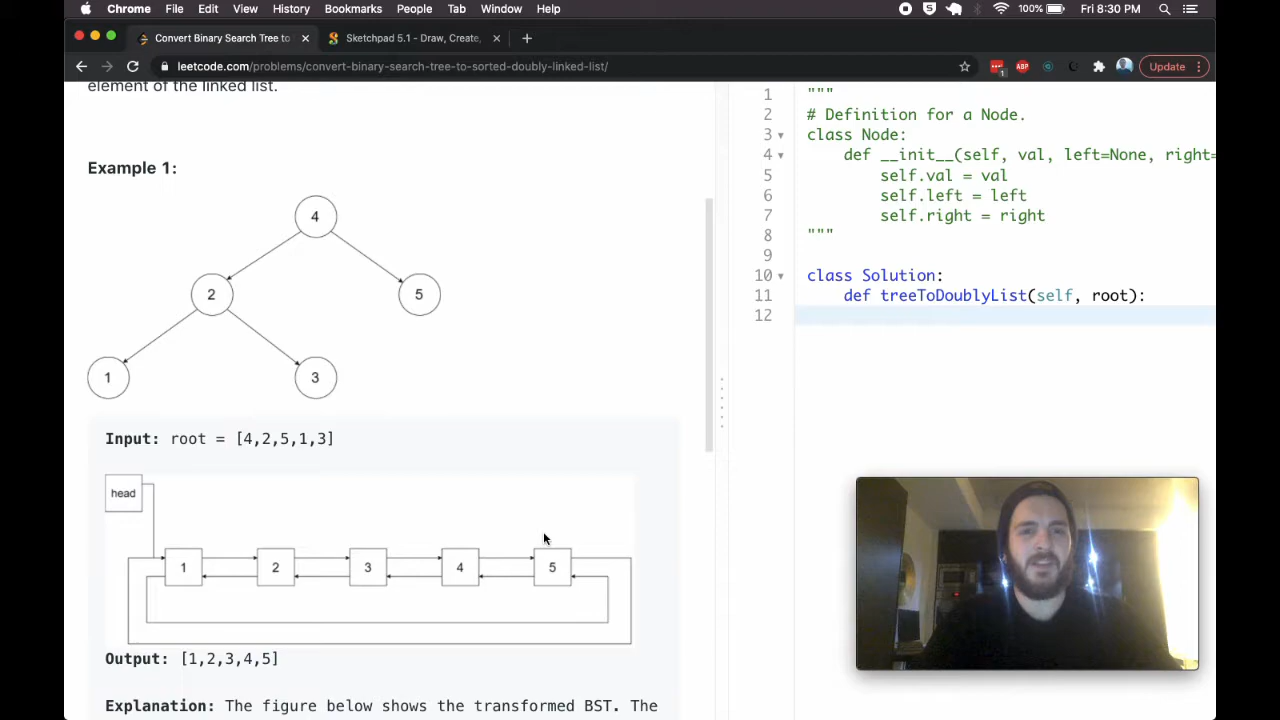 Chrome File Edit View History Bookmarks People Tab Window Help 100% Fri 8:30 PM
Convert Binary Search Tree to Sketchpad 5.1 - Draw, Create,
leetcode.com/problems/convert-binary-search-tree-to-sorted-doubly-linked-list/ 1 ABP Update
element of the linked list.
Example 1:
4
2 5
1 3
Input: root = [4,2,5,1,3]
head
1 2 3 4 5
Output: [1,2,3,4,5]
Explanation: The figure below shows the transformed BST. The
1 """
2 # Definition for a Node.
3 class Node:
4 def __init__(self, val, left=None, right=
5 self.val = val
6 self.left = left
7 self.right = right
8 """
9
10 class Solution:
11 def treeToDoublyList(self, root):
12